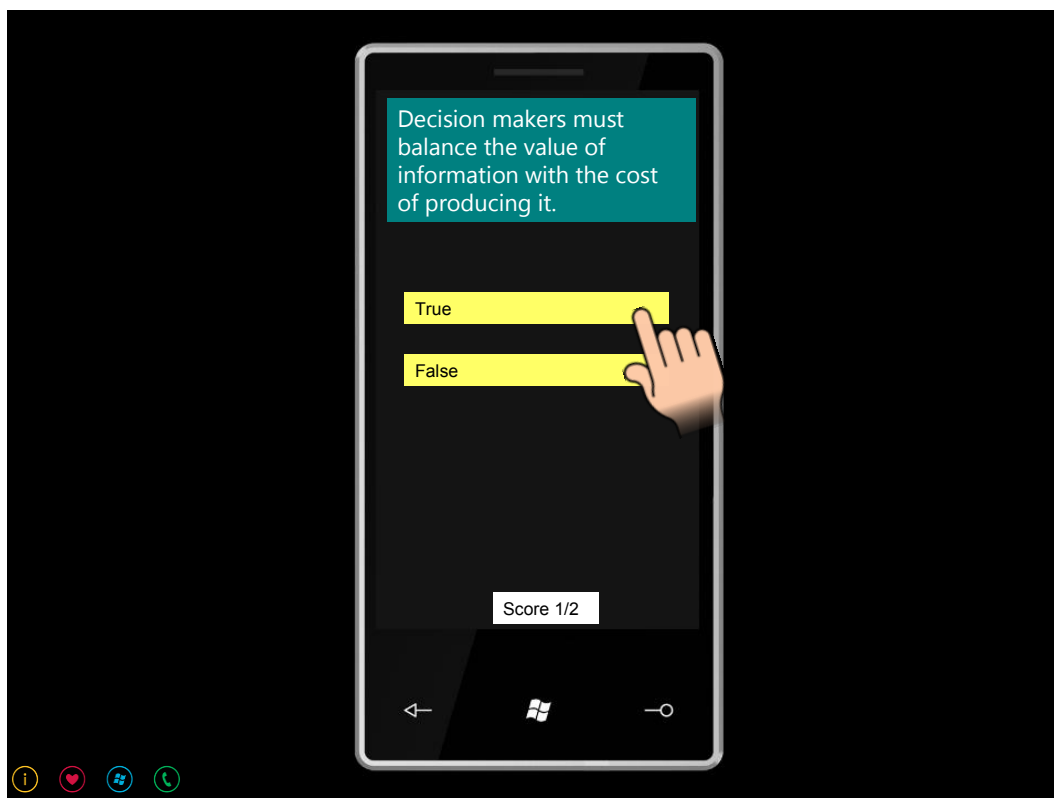 Decision makers must
balance the value of
information with the cost
of producing it.
True
False
Score 1/2